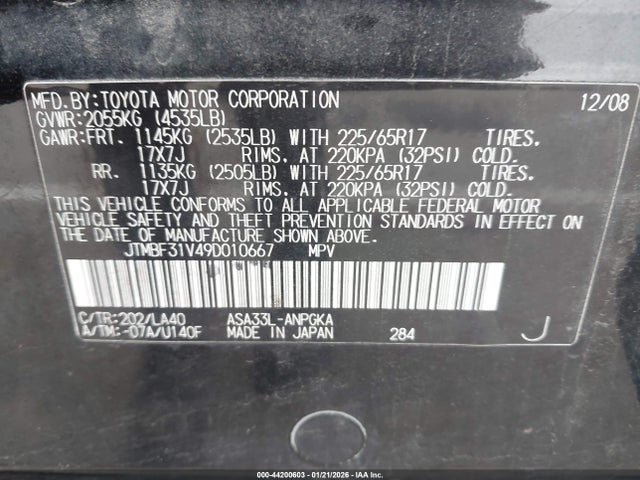 MFD.BY:TOYOTA MOTOR CORPORATION 12/08
GVWR:2055KG (4535LB)
GAWR:FRT. 1145KG (2535LB) WITH 225/65R17 TIRES.
17X7J RIMS. AT 220KPA (32PSI) COLD.
RR. 1135KG (2505LB) WITH 225/65R17 TIRES.
17X7J RIMS. AT 220KPA (32PSI) COLD.
THIS VEHICLE CONFORMS TO ALL APPLICABLE FEDERAL MOTOR
VEHICLE SAFETY AND THEFT PREVENTION STANDARDS IN EFFECT ON
THE DATE OF MANUFACTURE SHOWN ABOVE.
JTMBF31V49D010667 MPV
C/TR:202/LA40 ASA33L-ANPGKA
A/TM:-07A/U140F MADE IN JAPAN 284 J
000-44200603 | 01/21/2026 - Copyright © IAA, Inc.